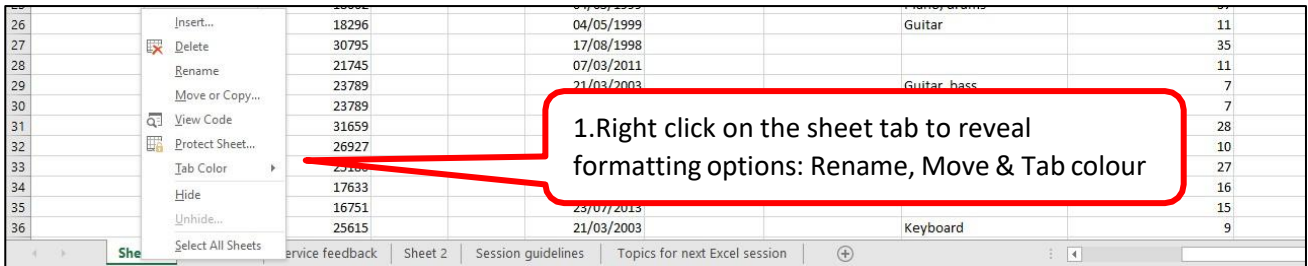 26 Insert... 18296 04/05/1999 Guitar 11
27 Delete 30795 17/08/1998 35
28 Rename 21745 07/03/2011 11
29 Move or Copy... 23789 21/03/2003 Guitar, bass 7
30 23789 7
31 View Code 31659 28
32 Protect Sheet... 26927 10
33 Tab Color 27
34 Hide 17633 16
35 Unhide... 16751 23/07/2013 15
36 Select All Sheets 25615 21/03/2003 Keyboard 9
1.Right click on the sheet tab to reveal
formatting options: Rename, Move & Tab colour
She ervice feedback Sheet 2 Session guidelines Topics for next Excel session